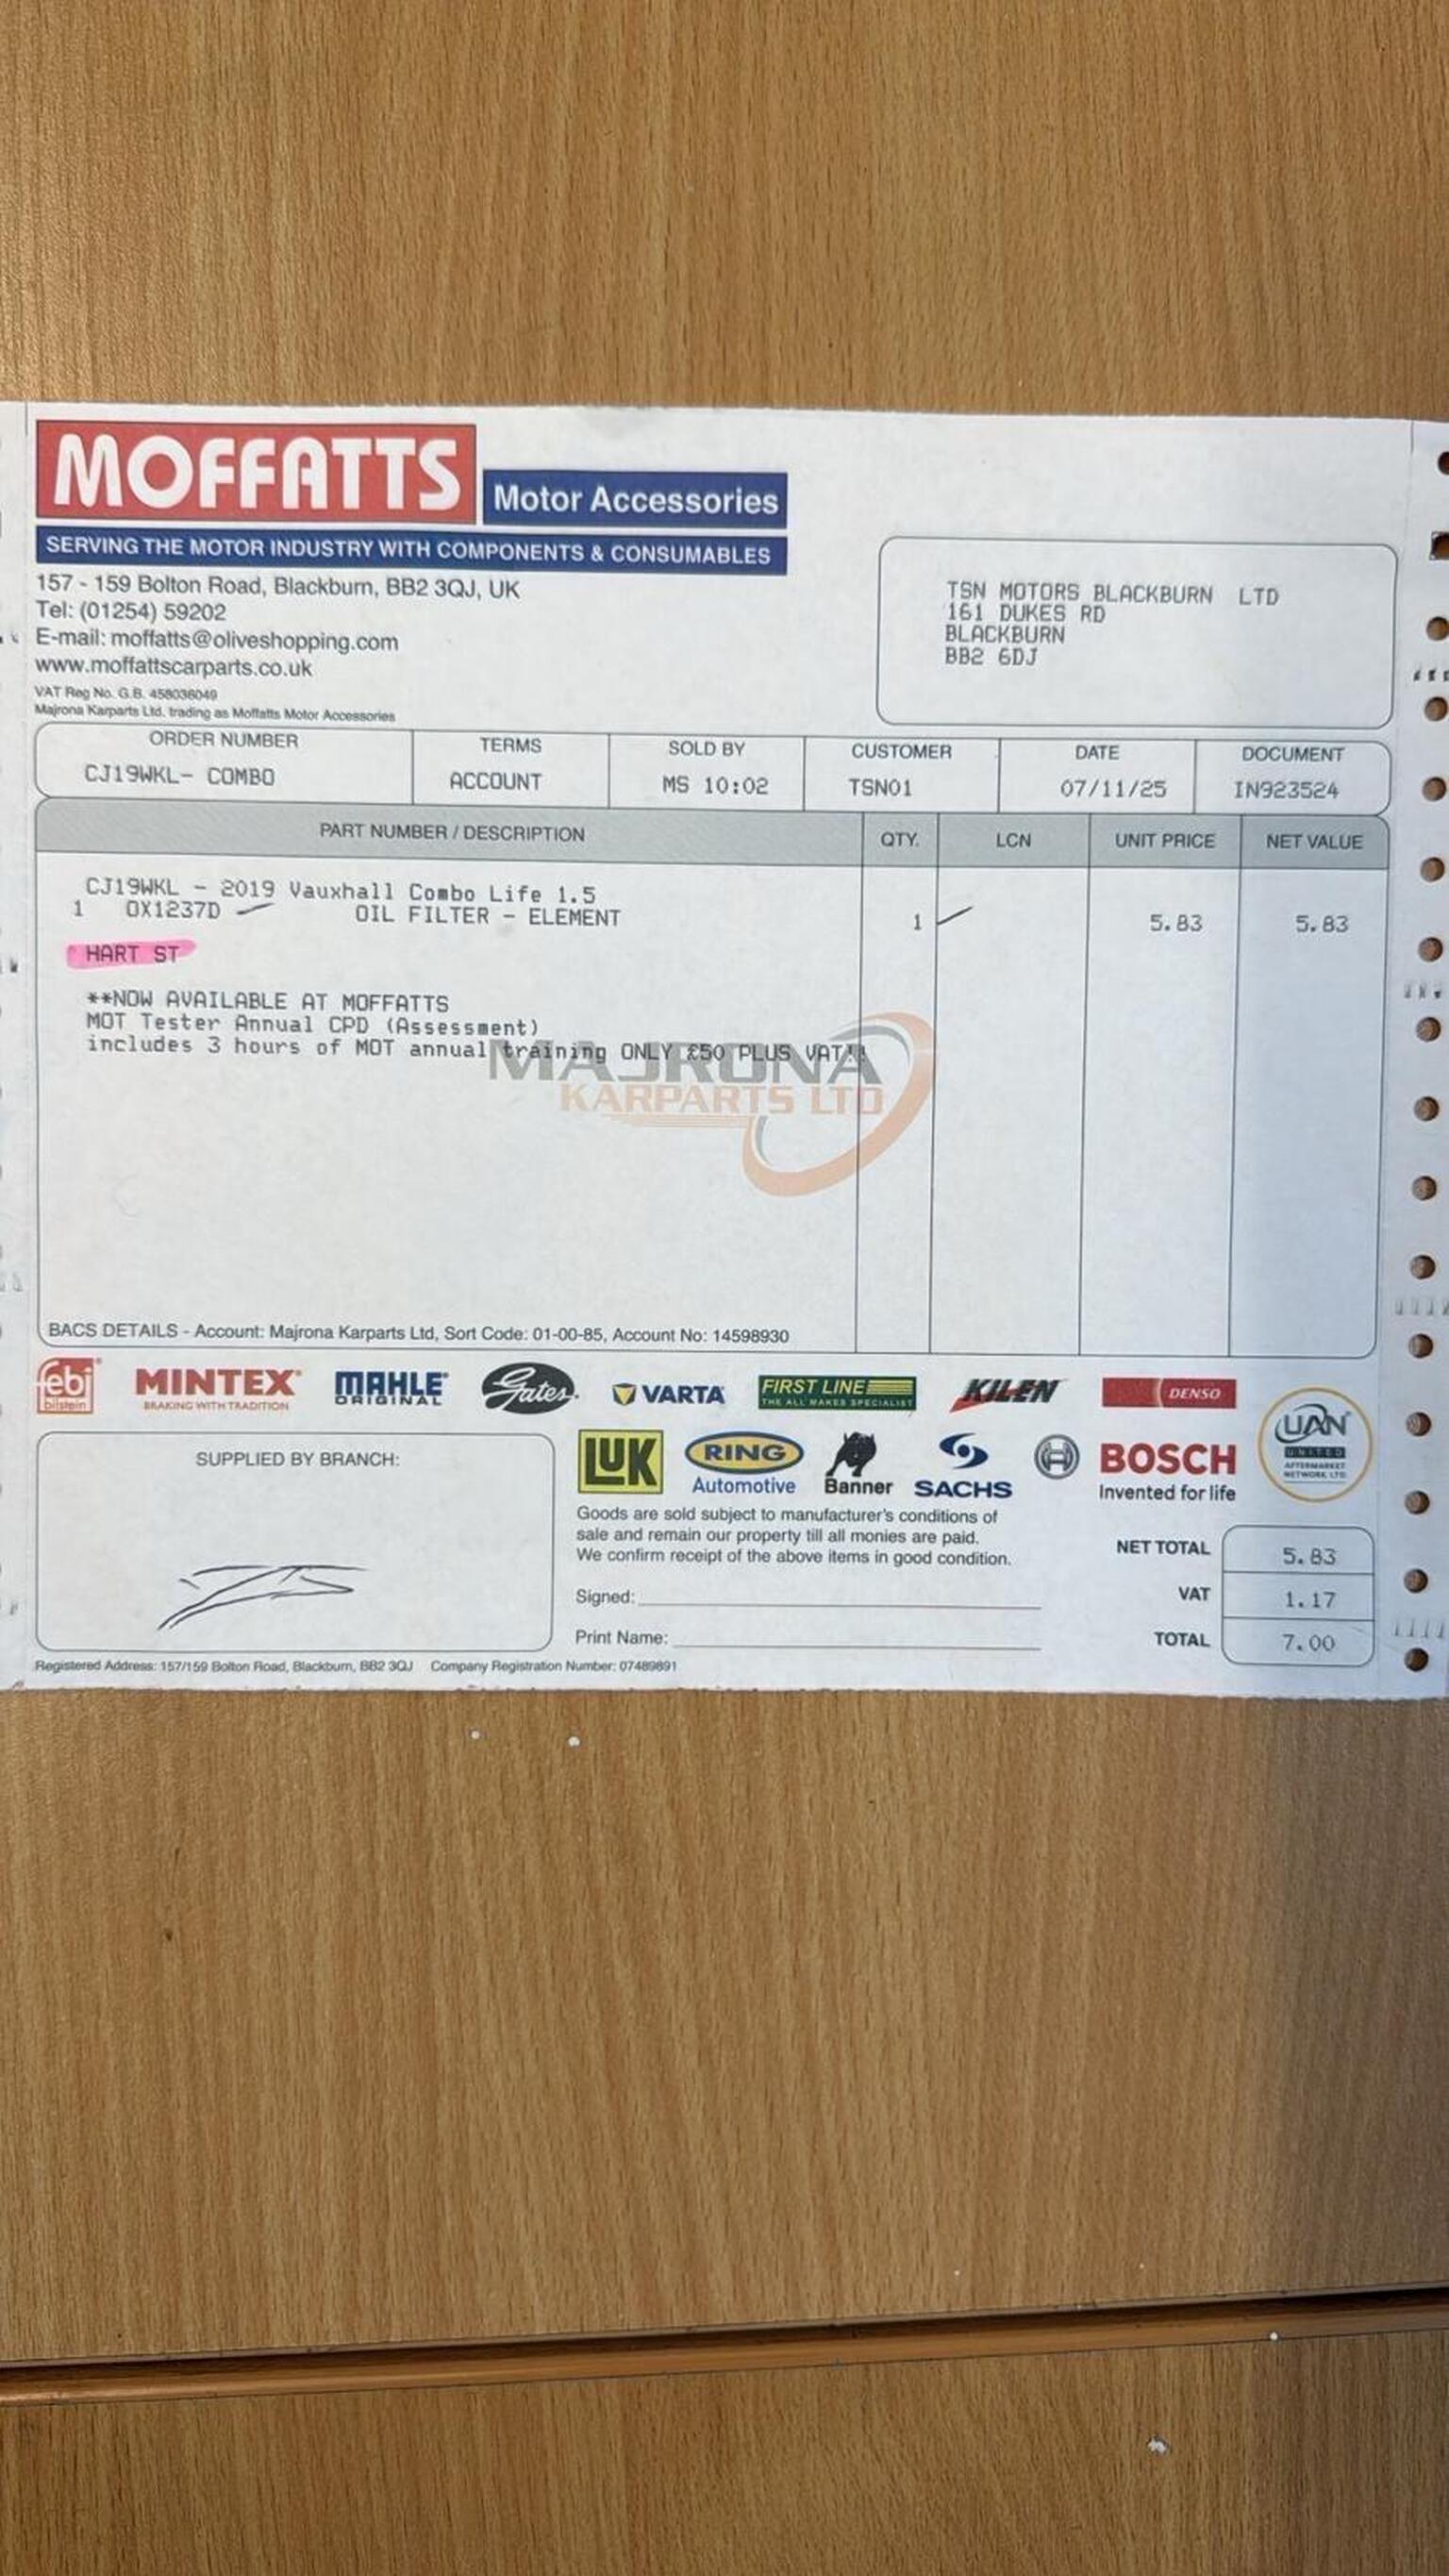 MOFFATTS
Motor Accessories
SERVING THE MOTOR INDUSTRY WITH COMPONENTS & CONSUMABLES
157 - 159 Bolton Road, Blackburn, BB2 3QJ, UK
Tel: (01254) 59202
E-mail: moffatts@oliveshopping.com
www.moffattscarparts.co.uk
VAT Reg No. G.B. 458036049
Majrona Karparts Ltd. trading as Moffatts Motor Accessories
TSN MOTORS BLACKBURN LTD
161 DUKES RD
BLACKBURN
BB2 6DJ
ORDER NUMBER TERMS SOLD BY CUSTOMER DATE DOCUMENT
CJ19WKL- COMBO ACCOUNT MS 10:02 TSN01 07/11/25 IN923524
PART NUMBER / DESCRIPTION QTY. LCN UNIT PRICE NET VALUE
CJ19WKL - 2019 Vauxhall Combo Life 1.5
1 OX1237D OIL FILTER - ELEMENT 1 5.83 5.83
HART ST
**NOW AVAILABLE AT MOFFATTS
MOT Tester Annual CPD (Assessment)
includes 3 hours of MOT annual training ONLY £50 PLUS VAT!!
MAJRONA
KARPARTS LTD
BACS DETAILS - Account: Majrona Karparts Ltd, Sort Code: 01-00-85, Account No: 14598930
febi bilstein
MINTEX
BRAKING WITH TRADITION
MAHLE
ORIGINAL
Gates
VARTA
FIRST LINE
THE ALL MAKES SPECIALIST
KILEN
DENSO
UAN
UNITED
AFTERMARKET
NETWORK LTD
SUPPLIED BY BRANCH:
LUK
RING
Automotive
Banner
SACHS
BOSCH
Invented for life
Goods are sold subject to manufacturer's conditions of
sale and remain our property till all monies are paid.
We confirm receipt of the above items in good condition.
Signed:
Print Name:
NET TOTAL 5.83
VAT 1.17
TOTAL 7.00
Registered Address: 157/159 Bolton Road, Blackburn, BB2 3QJ Company Registration Number: 07489891